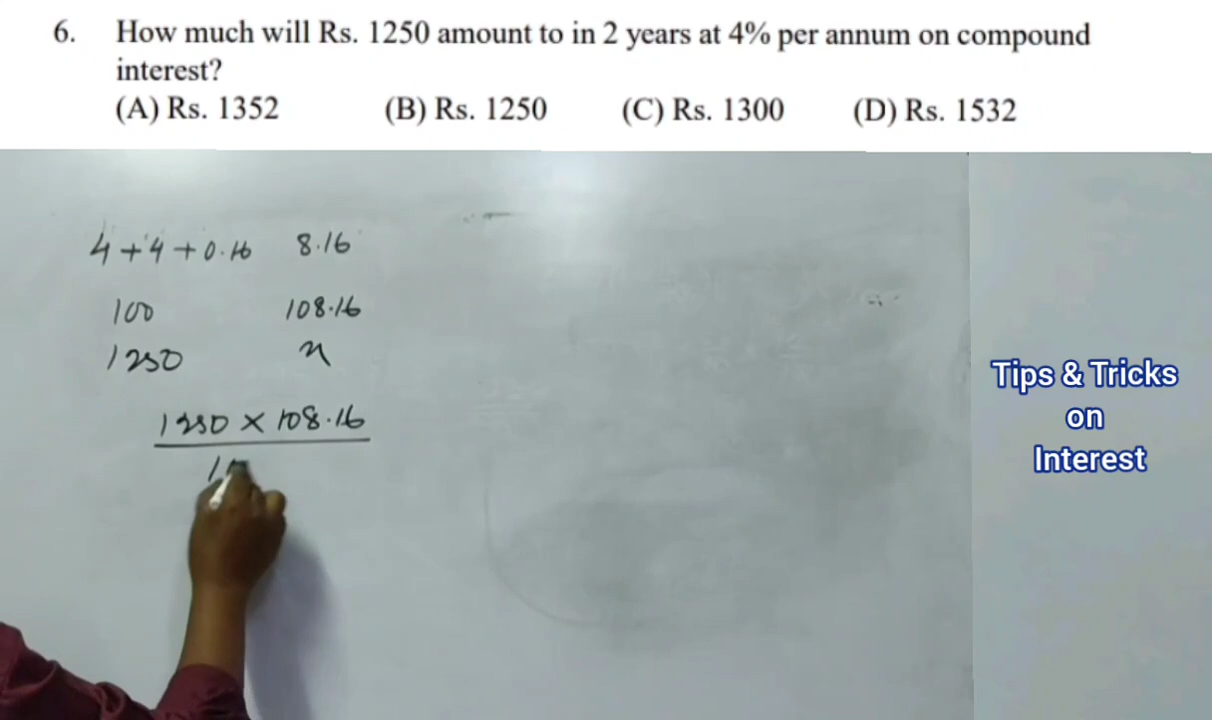 6. How much will Rs. 1250 amount to in 2 years at 4% per annum on compound
interest?
(A) Rs. 1352 (B) Rs. 1250 (C) Rs. 1300 (D) Rs. 1532
4 + 4 + 0.16 8.16
100 108.16
1250 x
1250 × 108.16
10
Tips & Tricks
on
Interest